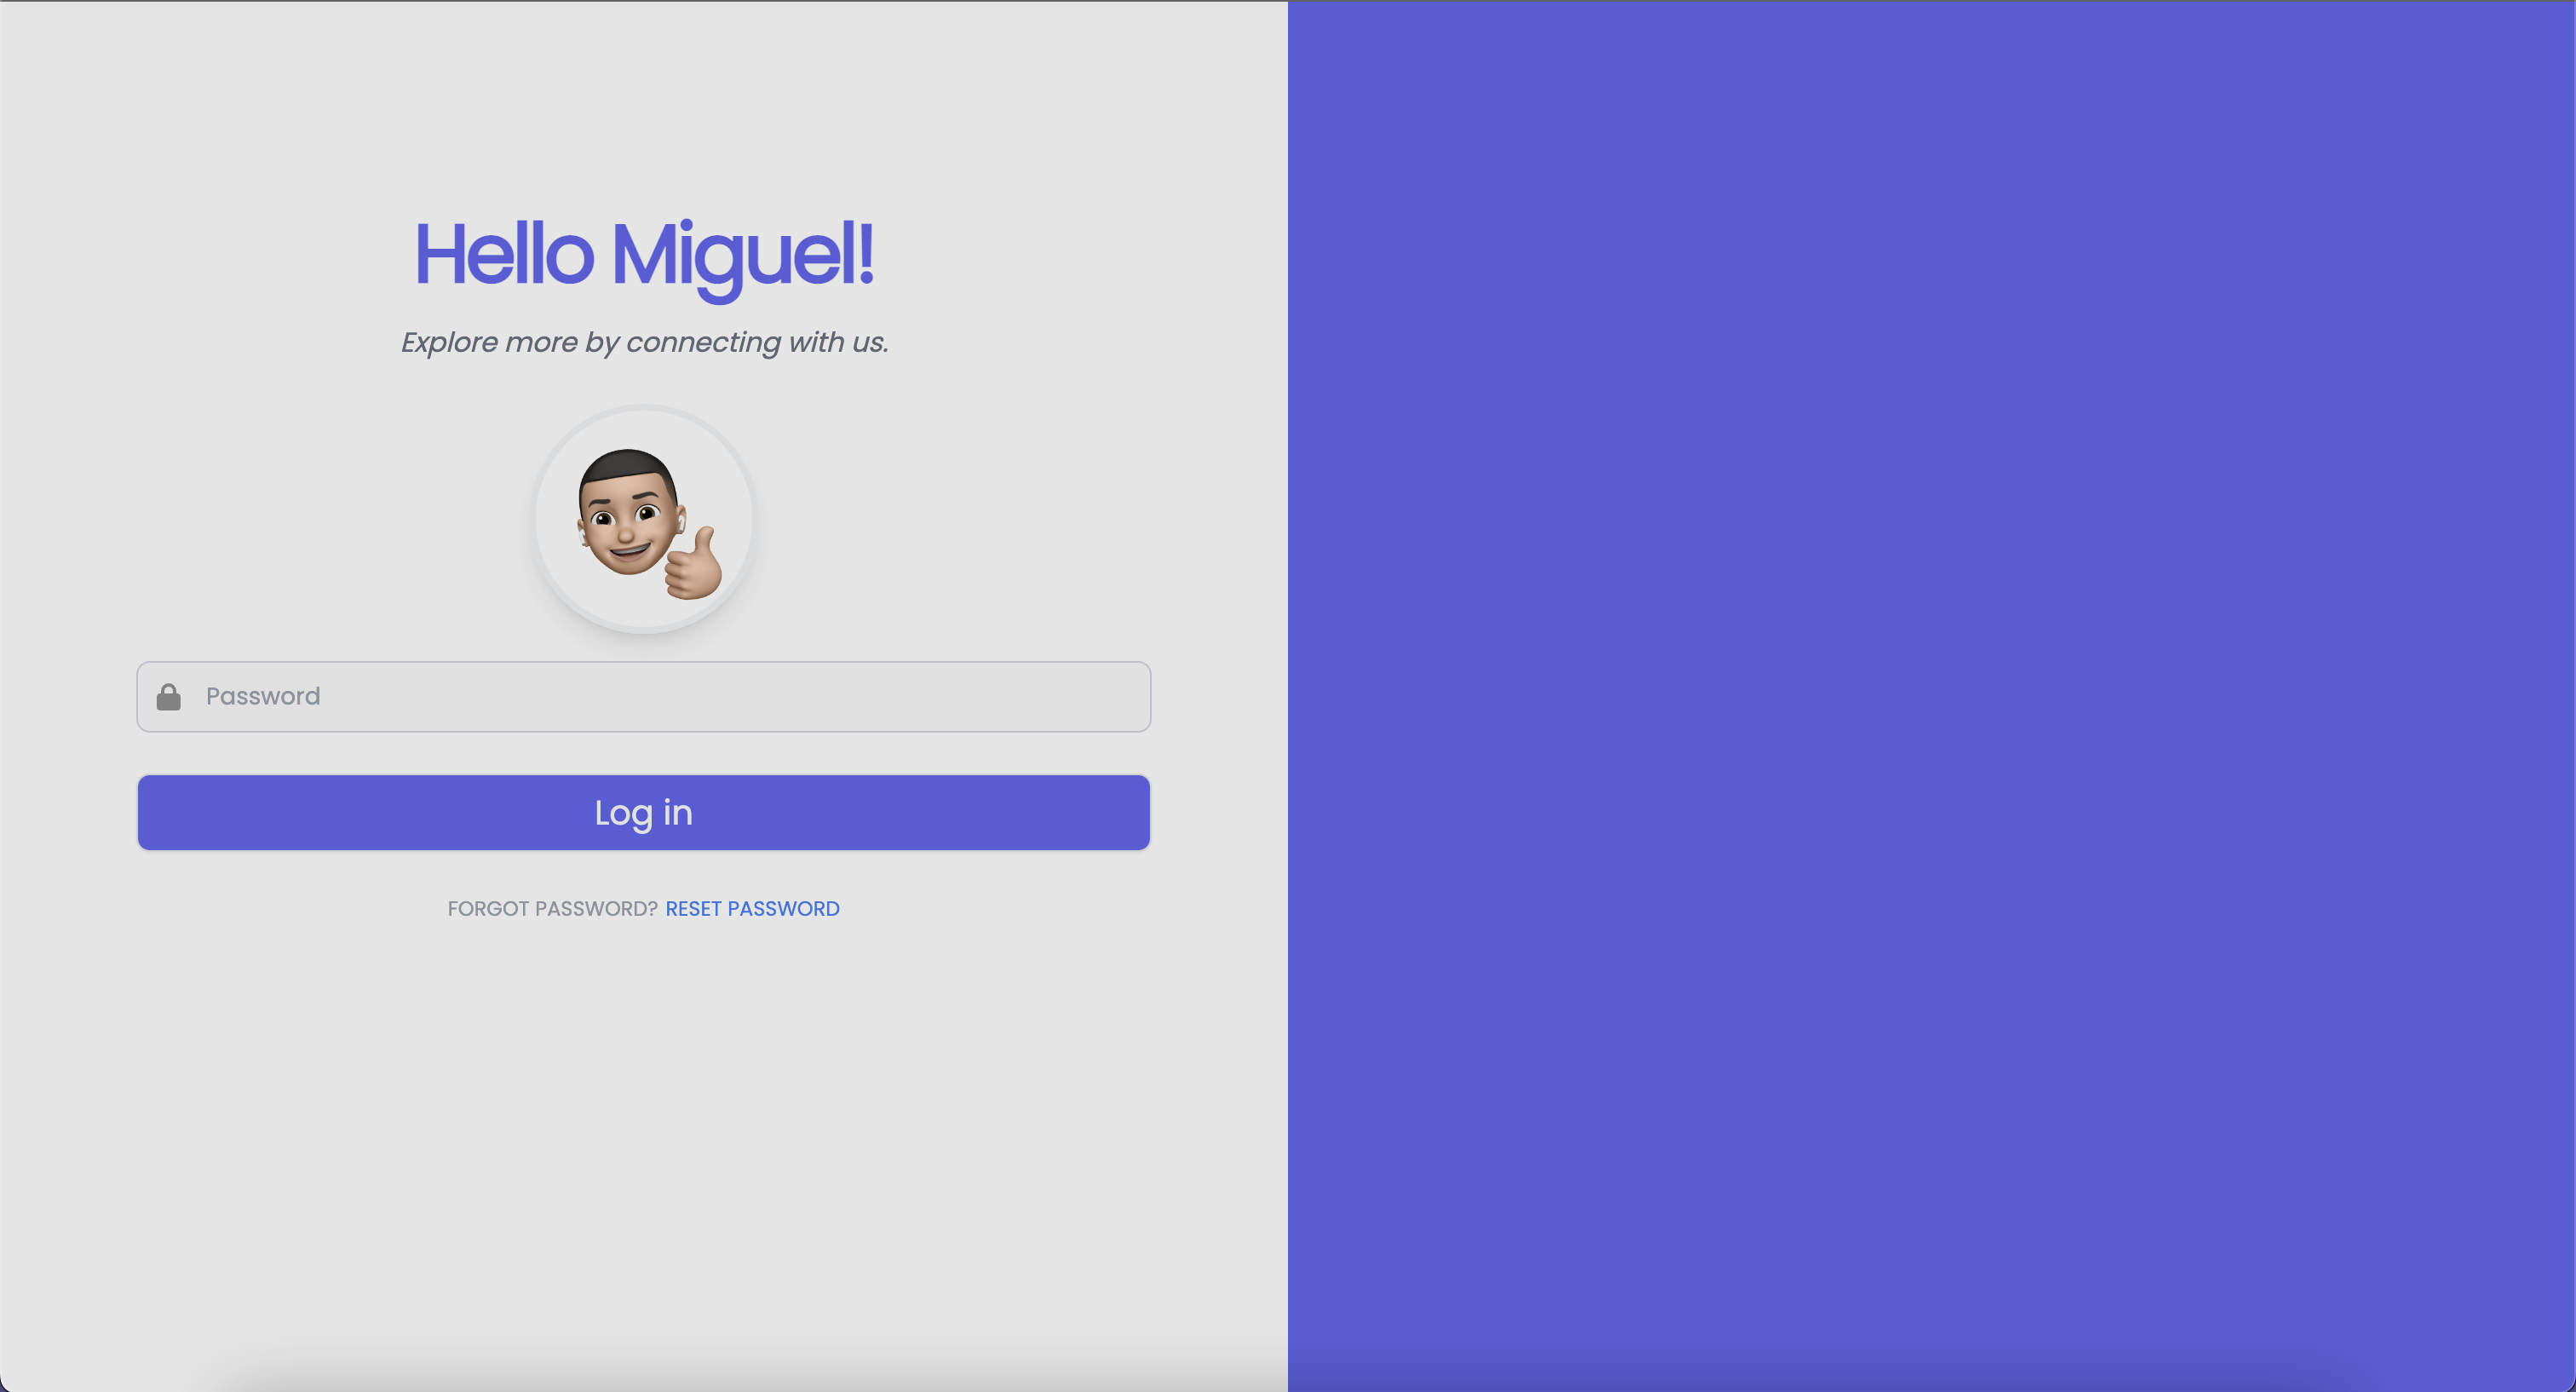 Hello Miguel!
Explore more by connecting with us.
Password
Log in
FORGOT PASSWORD? RESET PASSWORD